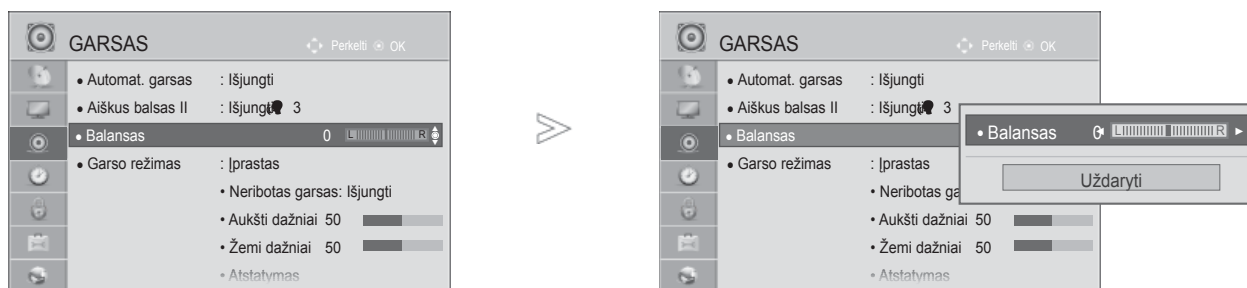 GARSAS Perkelti OK
• Automat. garsas : Išjungti
• Aiškus balsas II : Išjungti 3
• Balansas 0 L R
• Garso režimas : Įprastas
• Neribotas garsas: Išjungti
• Aukšti dažniai 50
• Žemi dažniai 50
• Atstatymas
GARSAS Perkelti OK
• Automat. garsas : Išjungti
• Aiškus balsas II : Išjungti 3
• Balansas
• Garso režimas : Įprastas
• Neribotas ga
• Aukšti dažniai 50
• Žemi dažniai 50
• Atstatymas
• Balansas 0 L R
Uždaryti